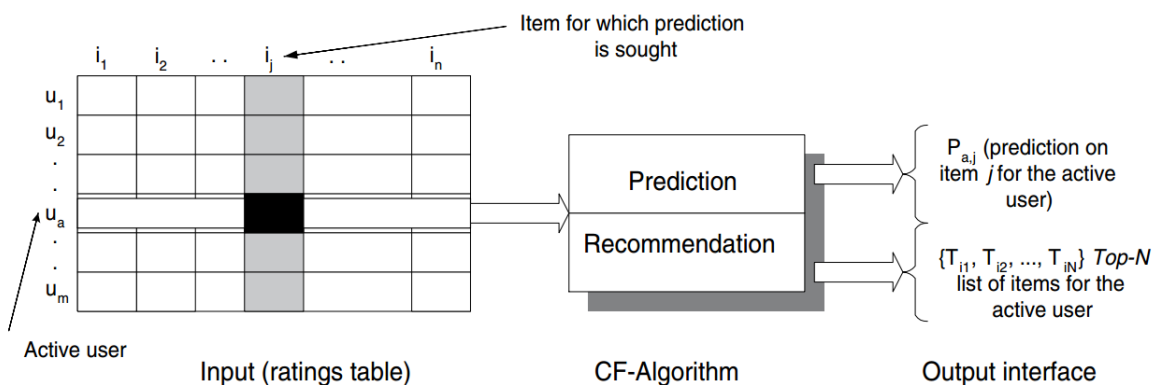 Item for which prediction
is sought
i1 i2 . . ij . . in
u1
u2
.
.
ua
.
.
um
Active user
Input (ratings table)
Prediction
Recommendation
CF-Algorithm
Pa,j (prediction on
item j for the active
user)
{Ti1, Ti2, ..., TiN} Top-N
list of items for the
active user
Output interface